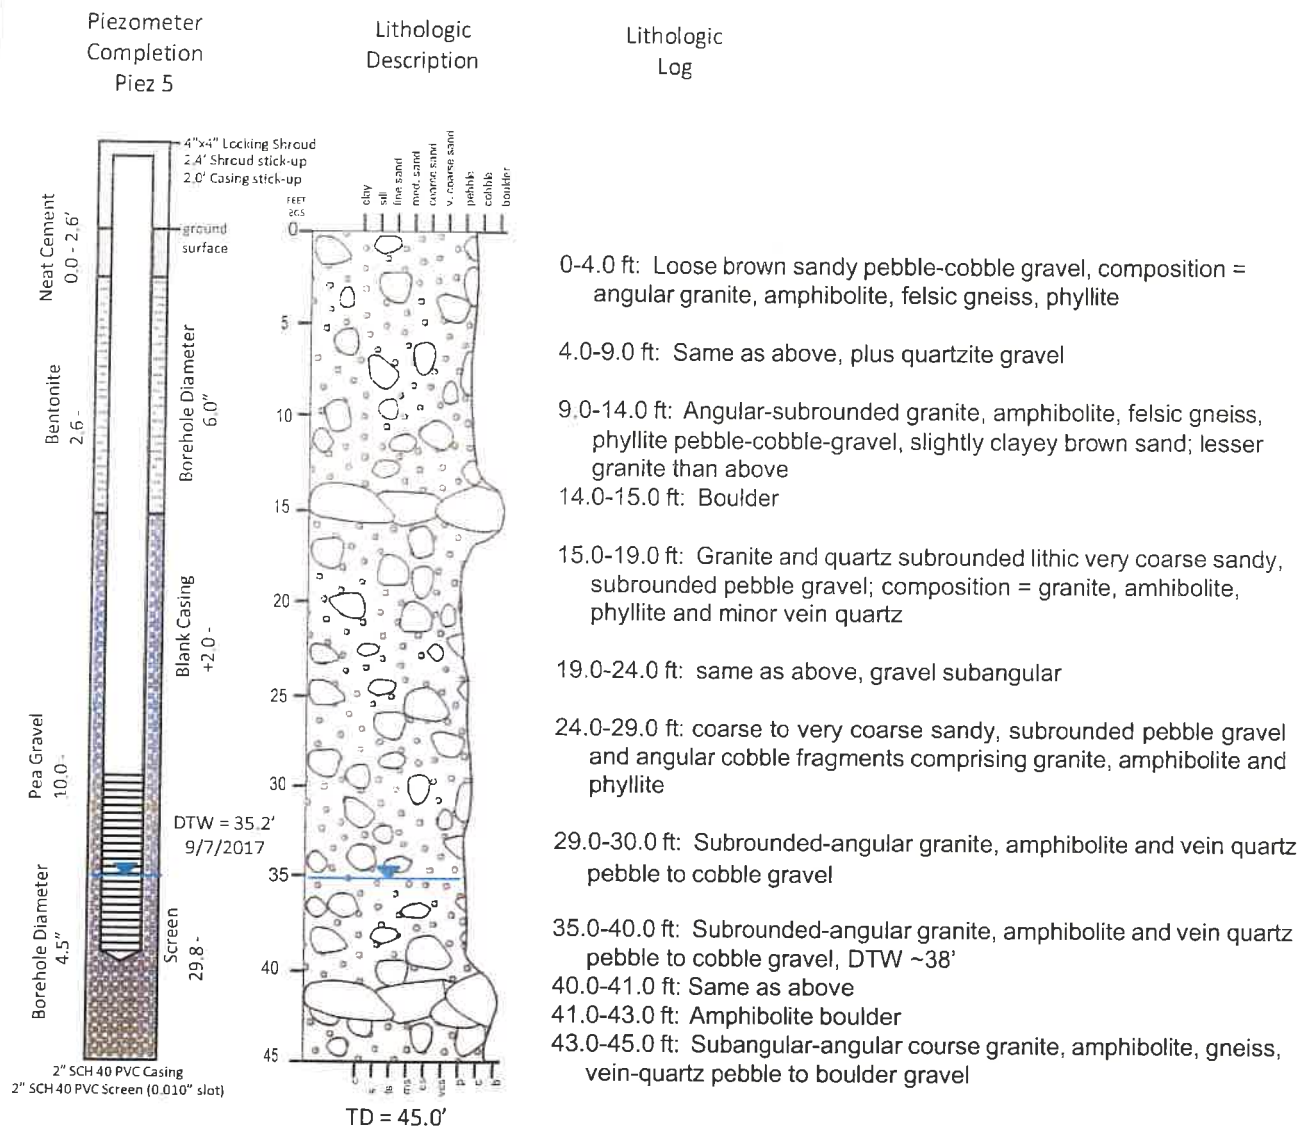 Piezometer
Completion
Piez 5
Lithologic
Description
Lithologic
Log
4"x4" Locking Shroud
2.4' Shroud stick-up
2.0' Casing stick-up
ground
surface
Neat Cement
0.0 - 2.6'
Bentonite
2.6 -
Borehole Diameter
6.0"
Blank Casing
+2.0 -
Pea Gravel
10.0 -
DTW = 35.2'
9/7/2017
Borehole Diameter
4.5"
Screen
29.8 -
2" SCH 40 PVC Casing
2" SCH 40 PVC Screen (0.010" slot)
FEET
BGS
clay
silt
fine sand
med. sand
coarse sand
v. coarse sand
pebble
cobble
boulder
0
5
10
15
20
25
30
35
40
45
c
s
fs
ms
cs
vcs
p
c
b
TD = 45.0'
0-4.0 ft: Loose brown sandy pebble-cobble gravel, composition =
angular granite, amphibolite, felsic gneiss, phyllite
4.0-9.0 ft: Same as above, plus quartzite gravel
9.0-14.0 ft: Angular-subrounded granite, amphibolite, felsic gneiss,
phyllite pebble-cobble-gravel, slightly clayey brown sand; lesser
granite than above
14.0-15.0 ft: Boulder
15.0-19.0 ft: Granite and quartz subrounded lithic very coarse sandy,
subrounded pebble gravel; composition = granite, amhibolite,
phyllite and minor vein quartz
19.0-24.0 ft: same as above, gravel subangular
24.0-29.0 ft: coarse to very coarse sandy, subrounded pebble gravel
and angular cobble fragments comprising granite, amphibolite and
phyllite
29.0-30.0 ft: Subrounded-angular granite, amphibolite and vein quartz
pebble to cobble gravel
35.0-40.0 ft: Subrounded-angular granite, amphibolite and vein quartz
pebble to cobble gravel, DTW ~38'
40.0-41.0 ft: Same as above
41.0-43.0 ft: Amphibolite boulder
43.0-45.0 ft: Subangular-angular course granite, amphibolite, gneiss,
vein-quartz pebble to boulder gravel